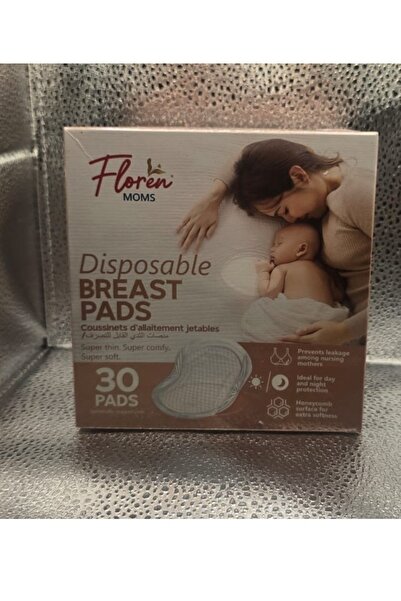 Floren
MOMS
Disposable
BREAST
PADS
Coussinets d'allaitement jetables
Super thin. Super comfy.
Super soft.
30
PADS
Prevents leakage
among nursing
mothers
Ideal for day
and night
protection
Honeycomb
surface for
extra softness